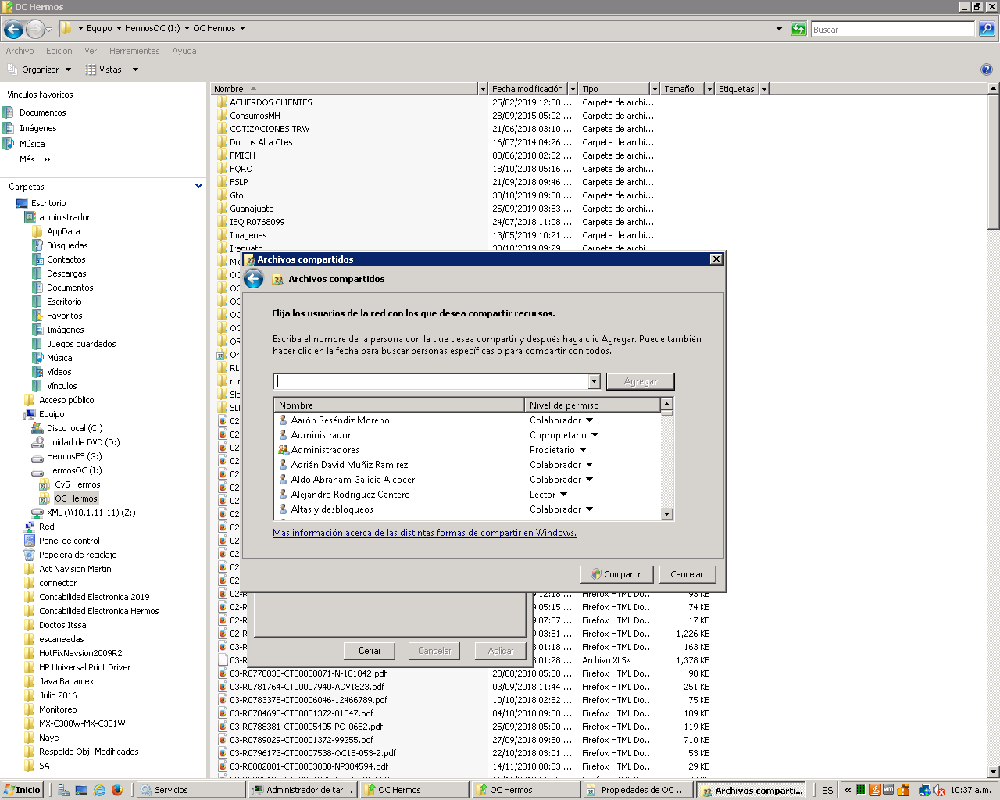 OC Hermos
Equipo
HermosOC (I:)
OC Hermos
Buscar
Archivo
Edición
Ver
Herramientas
Ayuda
Organizar
Vistas
Vínculos favoritos
Documentos
Imágenes
Música
Más
Carpetas
Escritorio
administrador
AppData
Búsquedas
Contactos
Descargas
Documentos
Escritorio
Favoritos
Imágenes
Juegos guardados
Música
Vídeos
Vínculos
Acceso público
Equipo
Disco local (C:)
Unidad de DVD (D:)
HermosFS (G:)
HermosOC (I:)
CyS Hermos
OC Hermos
XML (\\10.1.11.11) (Z:)
Red
Panel de control
Papelera de reciclaje
Act Navision Martin
connector
Contabilidad Electronica 2019
Contabilidad Electronica Hermos
Doctos Itssa
escaneadas
HotFixNavsion2009R2
HP Universal Print Driver
Java Banamex
Julio 2016
Monitoreo
MX-C300W-MX-C301W
Naye
Respaldo Obj. Modificados
SAT
Nombre Fecha modificación Tipo Tamaño Etiquetas
ACUERDOS CLIENTES 25/02/2019 12:30 ... Carpeta de archi...
ConsumosMH 28/09/2015 05:02 ... Carpeta de archi...
COTIZACIONES TRW 21/06/2018 03:10 ... Carpeta de archi...
Doctos Alta Ctes 16/07/2014 04:26 ... Carpeta de archi...
FMICH 08/06/2018 02:02 ... Carpeta de archi...
FQRO 18/10/2018 05:16 ... Carpeta de archi...
FSLP 21/09/2018 09:46 ... Carpeta de archi...
Gto 30/10/2019 09:50 ... Carpeta de archi...
Guanajuato 25/09/2019 03:53 ... Carpeta de archi...
IEQ R0768099 24/07/2018 11:08 ... Carpeta de archi...
Imagenes 13/05/2019 10:21 ... Carpeta de archi...
Irapuato 30/10/2019 09:29 ... Carpeta de archi...
Archivos compartidos
Archivos compartidos
Elija los usuarios de la red con los que desea compartir recursos.
Escriba el nombre de la persona con la que desea compartir y después haga clic Agregar. Puede también
hacer clic en la fecha para buscar personas específicas o para compartir con todos.
Agregar
Nombre Nivel de permiso
Aarón Reséndiz Moreno Colaborador
Administrador Copropietario
Administradores Propietario
Adrián David Muñiz Ramirez Colaborador
Aldo Abraham Galicia Alcocer Colaborador
Alejandro Rodriguez Cantero Lector
Altas y desbloqueos Colaborador
Más información acerca de las distintas formas de compartir en Windows.
Compartir Cancelar
Cerrar Cancelar Aplicar
9 12:18 ... Firefox HTML Do... 93 KB
02-R 9 05:15 ... Firefox HTML Do... 74 KB
02-R 9 07:37 ... Firefox HTML Do... 17 KB
02-R 9 03:51 ... Firefox HTML Do... 1,226 KB
03-R 8 01:18 ... Firefox HTML Do... 163 KB
03-R 8 01:28 ... Archivo XLSX 1,378 KB
03-R0778835-CT00000871-N-181042.pdf 23/08/2018 05:00 ... Firefox HTML Do... 98 KB
03-R0781764-CT00007940-ADV1823.pdf 03/09/2018 11:44 ... Firefox HTML Do... 251 KB
03-R0783375-CT00006046-12466789.pdf 10/10/2018 02:52 ... Firefox HTML Do... 75 KB
03-R0784693-CT00001372-81847.pdf 04/10/2018 09:50 ... Firefox HTML Do... 189 KB
03-R0788381-CT00005405-PO-0652.pdf 25/09/2018 05:00 ... Firefox HTML Do... 119 KB
03-R0789029-CT00001372-99255.pdf 27/09/2018 09:50 ... Firefox HTML Do... 710 KB
03-R0796173-CT00007538-OC18-053-2.pdf 22/10/2018 03:01 ... Firefox HTML Do... 53 KB
03-R0802001-CT00003030-NP304594.pdf 14/11/2018 08:03 ... Firefox HTML Do... 29 KB
Inicio
Servicios
Administrador de tar...
OC Hermos
OC Hermos
Propiedades de OC ...
Archivos comparti...
ES
10:37 a.m.